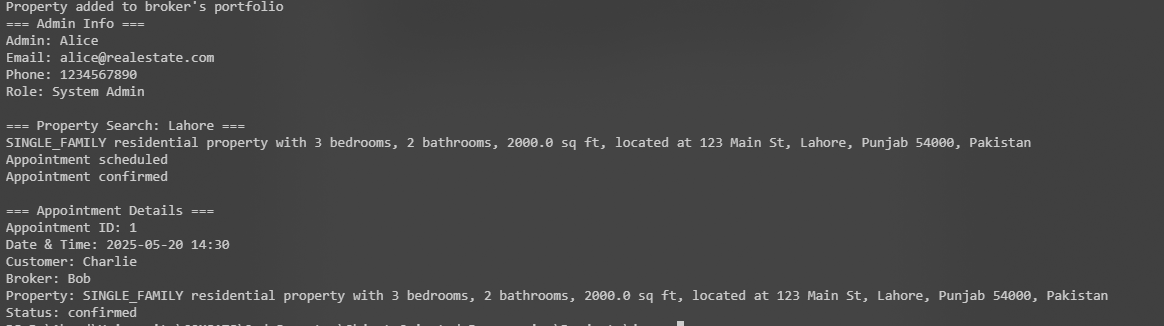 Property added to broker's portfolio
=== Admin Info ===
Admin: Alice
Email: alice@realestate.com
Phone: 1234567890
Role: System Admin
=== Property Search: Lahore ===
SINGLE_FAMILY residential property with 3 bedrooms, 2 bathrooms, 2000.0 sq ft, located at 123 Main St, Lahore, Punjab 54000, Pakistan
Appointment scheduled
Appointment confirmed
=== Appointment Details ===
Appointment ID: 1
Date & Time: 2025-05-20 14:30
Customer: Charlie
Broker: Bob
Property: SINGLE_FAMILY residential property with 3 bedrooms, 2 bathrooms, 2000.0 sq ft, located at 123 Main St, Lahore, Punjab 54000, Pakistan
Status: confirmed